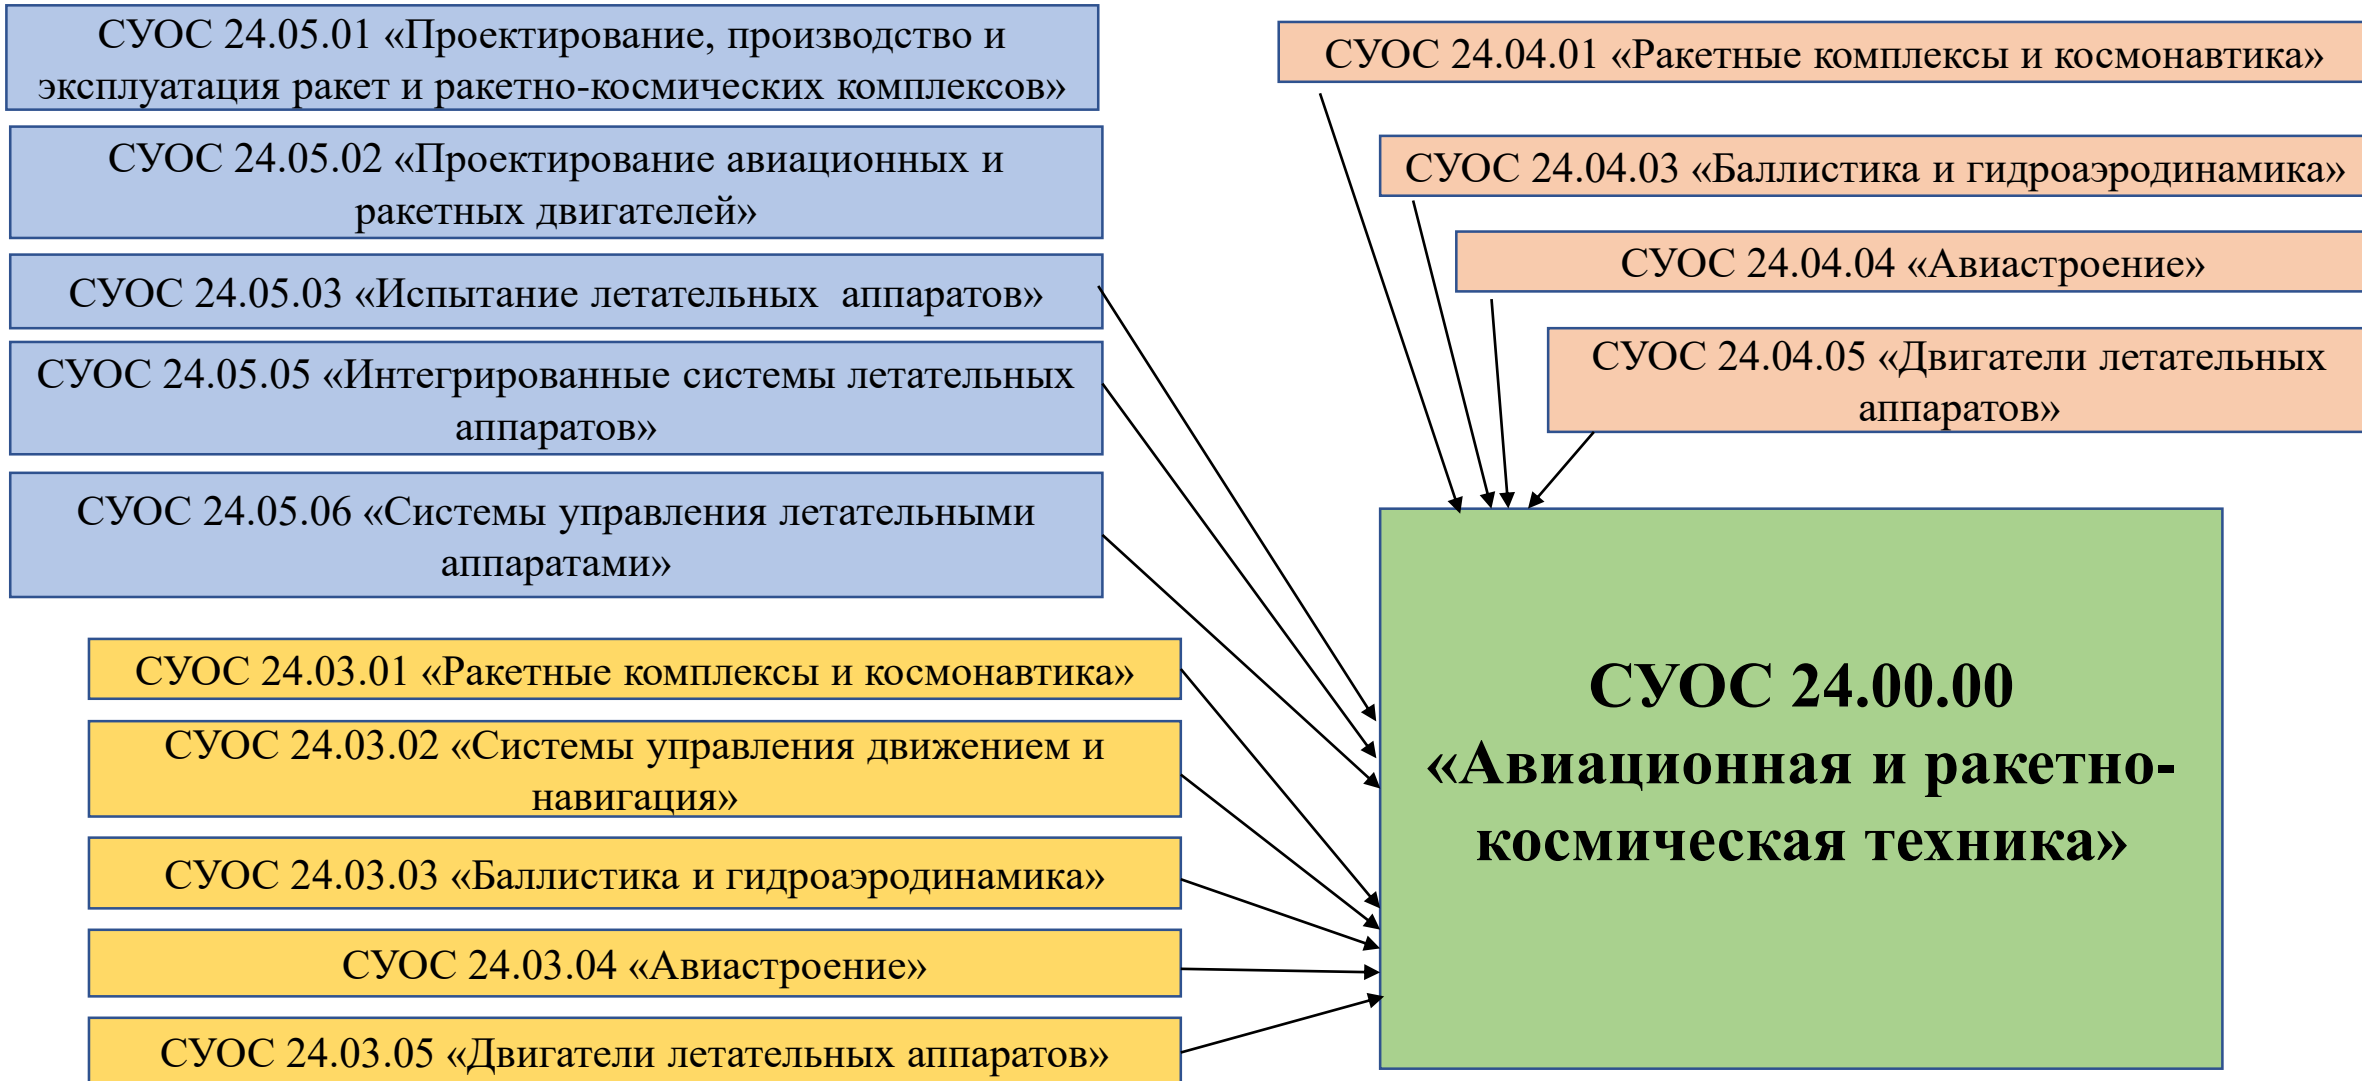 СУОС 24.05.01 «Проектирование, производство и
эксплуатация ракет и ракетно-космических комплексов»
СУОС 24.05.02 «Проектирование авиационных и
ракетных двигателей»
СУОС 24.05.03 «Испытание летательных  аппаратов»
СУОС 24.05.05 «Интегрированные системы летательных
аппаратов»
СУОС 24.05.06 «Системы управления летательными
аппаратами»
СУОС 24.03.01 «Ракетные комплексы и космонавтика»
СУОС 24.03.02 «Системы управления движением и
навигация»
СУОС 24.03.03 «Баллистика и гидроаэродинамика»
СУОС 24.03.04 «Авиастроение»
СУОС 24.03.05 «Двигатели летательных аппаратов»
СУОС 24.04.01 «Ракетные комплексы и космонавтика»
СУОС 24.04.03 «Баллистика и гидроаэродинамика»
СУОС 24.04.04 «Авиастроение»
СУОС 24.04.05 «Двигатели летательных
аппаратов»
СУОС 24.00.00
«Авиационная и ракетно-
космическая техника»